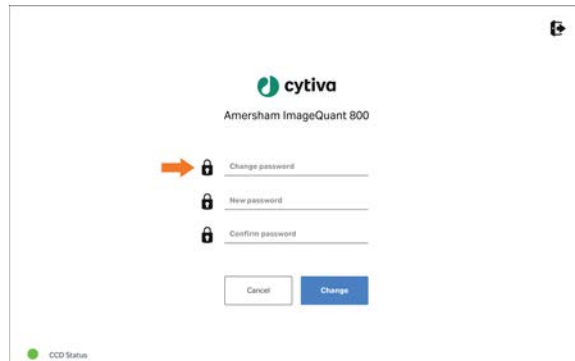 cytiva
Amersham ImageQuant 800
Change password
New password
Confirm password
Cancel
Change
CCD Status